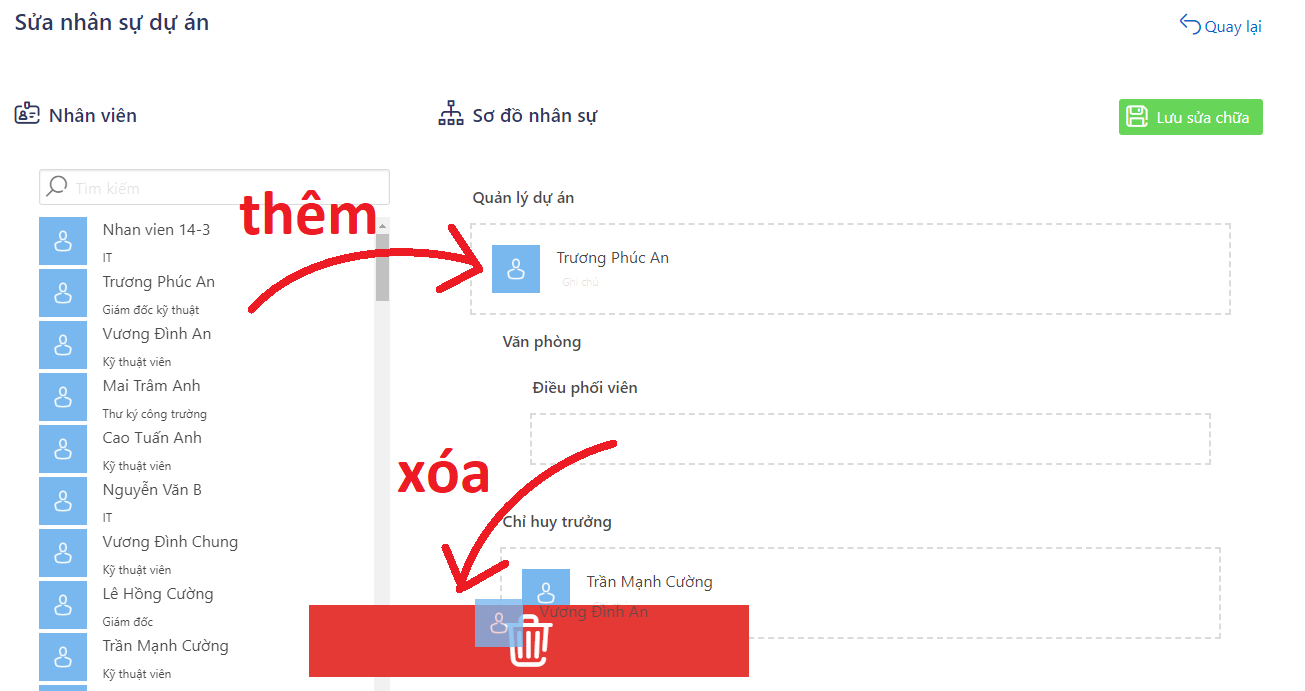 Sửa nhân sự dự án
Quay lại
Nhân viên
Sơ đồ nhân sự
Lưu sửa chữa
Tìm kiếm
thêm
Nhan vien 14-3
IT
Trương Phúc An
Giám đốc kỹ thuật
Vương Đình An
Kỹ thuật viên
Mai Trâm Anh
Thư ký công trường
Cao Tuấn Anh
Kỹ thuật viên
Nguyễn Văn B
IT
Vương Đình Chung
Kỹ thuật viên
Lê Hồng Cường
Giám đốc
Trần Mạnh Cường
Kỹ thuật viên
Quản lý dự án
Trương Phúc An
Ghi chú
Văn phòng
Điều phối viên
xóa
Chỉ huy trưởng
Trần Mạnh Cường
Vương Đình An